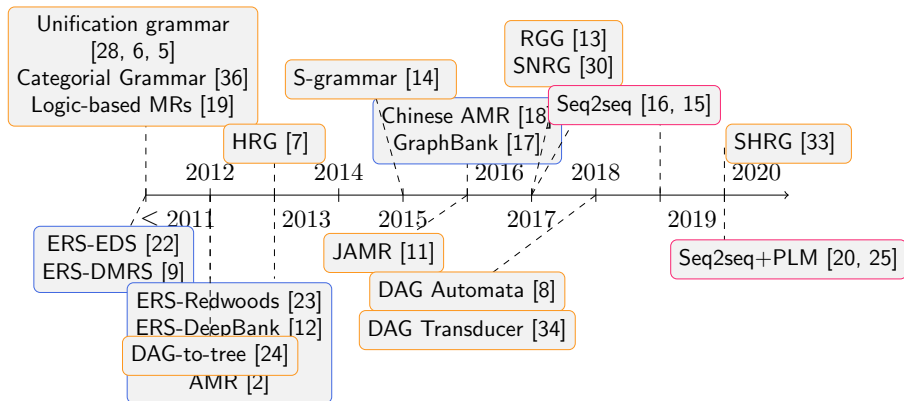 Unification grammar
[28, 6, 5]
Categorial Grammar [36]
Logic-based MRs [19]
RGG [13]
SNRG [30]
S-grammar [14]
Seq2seq [16, 15]
Chinese AMR [18]
GraphBank [17]
HRG [7]
SHRG [33]
2012
2014
2016
2018
2020
< 2011
2013
2015
2017
2019
ERS-EDS [22]
ERS-DMRS [9]
JAMR [11]
Seq2seq+PLM [20, 25]
DAG Automata [8]
DAG Transducer [34]
ERS-Redwoods [23]
ERS-DeepBank [12]
DAG-to-tree [24]
AMR [2]